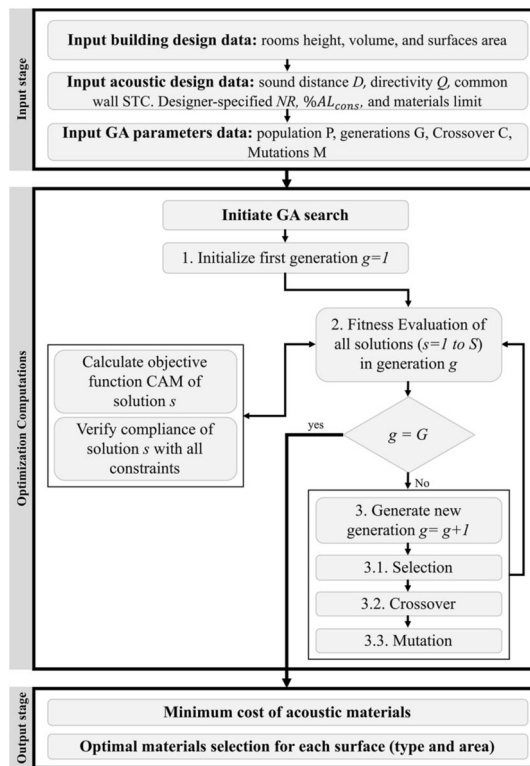 Input stage
Input building design data: rooms height, volume, and surfaces area
Input acoustic design data: sound distance D, directivity Q, common
wall STC. Designer-specified NR, %ALcons, and materials limit
Input GA parameters data: population P, generations G, Crossover C,
Mutations M
Optimization Computations
Initiate GA search
1. Initialize first generation g=1
2. Fitness Evaluation of
all solutions (s=1 to S)
in generation g
Calculate objective
function CAM of
solution s
Verify compliance of
solution s with all
constraints
yes
g = G
No
3. Generate new
generation g= g+1
3.1. Selection
3.2. Crossover
3.3. Mutation
Output stage
Minimum cost of acoustic materials
Optimal materials selection for each surface (type and area)